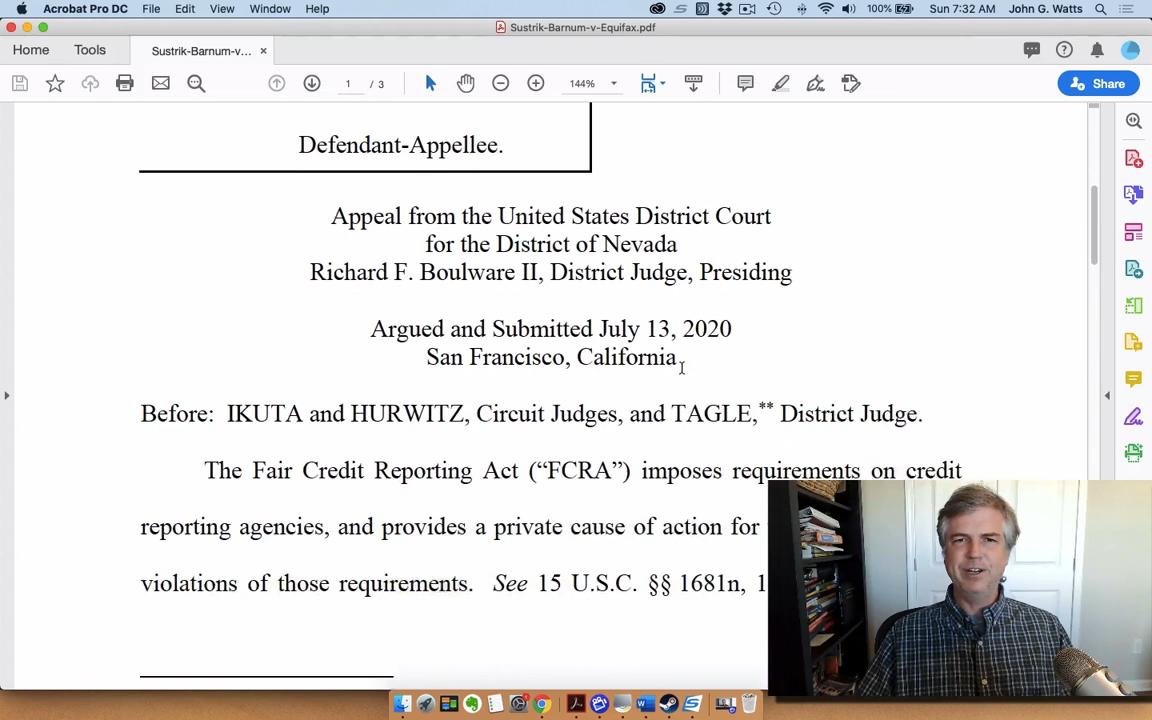 Acrobat Pro DC File Edit View Window Help 100% Sun 7:32 AM John G. Watts
Sustrik-Barnum-v-Equifax.pdf
Home Tools Sustrik-Barnum-v... ×
1 / 3 144% Share
Defendant-Appellee.
Appeal from the United States District Court
for the District of Nevada
Richard F. Boulware II, District Judge, Presiding
Argued and Submitted July 13, 2020
San Francisco, California
Before: IKUTA and HURWITZ, Circuit Judges, and TAGLE,** District Judge.
The Fair Credit Reporting Act (“FCRA”) imposes requirements on credit
reporting agencies, and provides a private cause of action for
violations of those requirements. See 15 U.S.C. §§ 1681n, 1